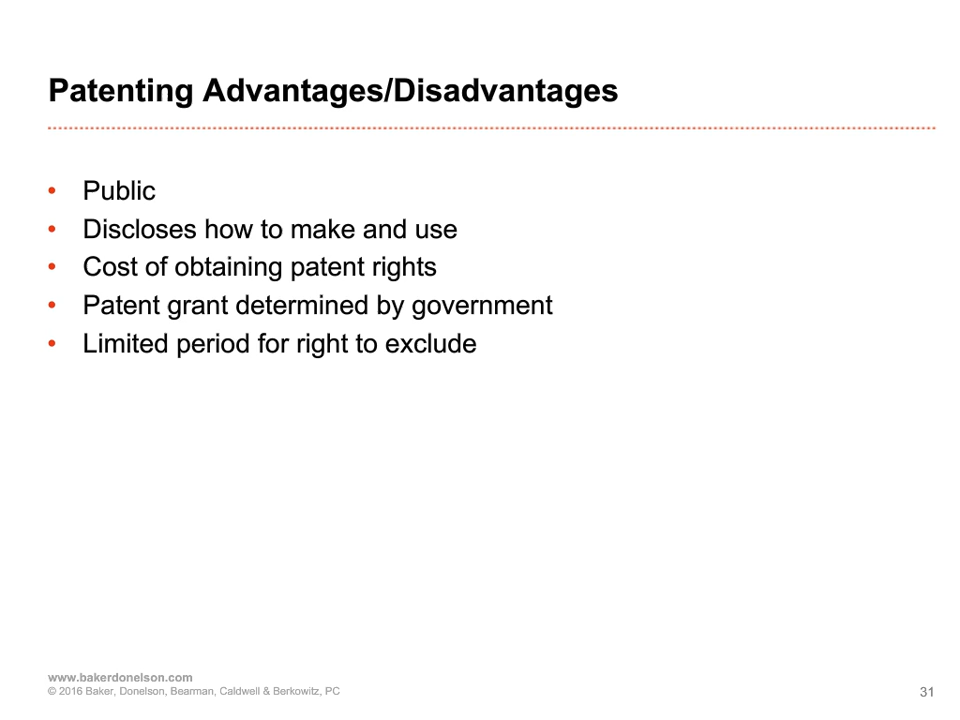 Patenting Advantages/Disadvantages
• Public
• Discloses how to make and use
• Cost of obtaining patent rights
• Patent grant determined by government
• Limited period for right to exclude
www.bakerdonelson.com
© 2016 Baker, Donelson, Bearman, Caldwell & Berkowitz, PC
31